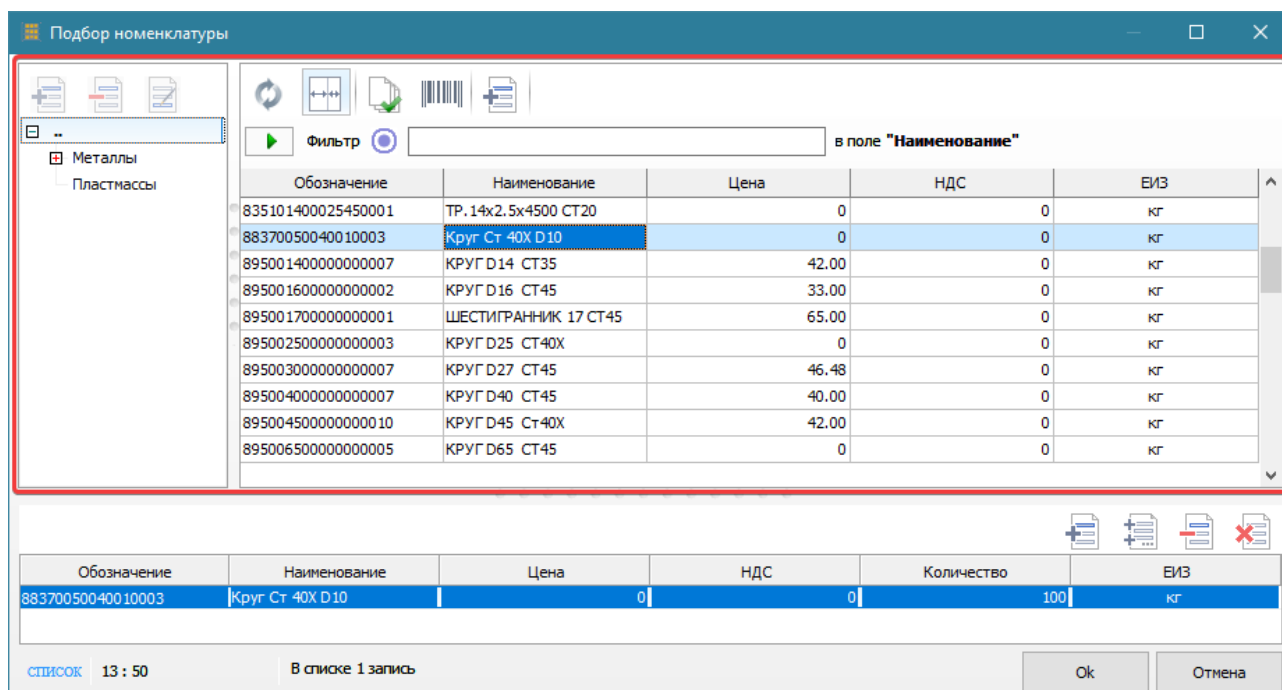 Подбор номенклатуры
..
Металлы
Пластмассы
Фильтр в поле "Наименование"
Обозначение Наименование Цена НДС ЕИЗ
835101400025450001 ТР.14х2.5х4500 СТ20 0 0 кг
88370050040010003 Круг Ст 40Х D10 0 0 кг
895001400000000007 КРУГ D14 СТ35 42.00 0 кг
895001600000000002 КРУГ D16 СТ45 33.00 0 кг
895001700000000001 ШЕСТИГРАННИК 17 СТ45 65.00 0 кг
895002500000000003 КРУГ D25 СТ40Х 0 0 кг
895003000000000007 КРУГ D27 СТ45 46.48 0 кг
895004000000000007 КРУГ D40 СТ45 40.00 0 кг
895004500000000010 КРУГ D45 Ст40Х 42.00 0 кг
895006500000000005 КРУГ D65 СТ45 0 0 кг
Обозначение Наименование Цена НДС Количество ЕИЗ
88370050040010003 Круг Ст 40Х D10 0 0 100 кг
СПИСОК 13 : 50 В списке 1 запись Ok Отмена